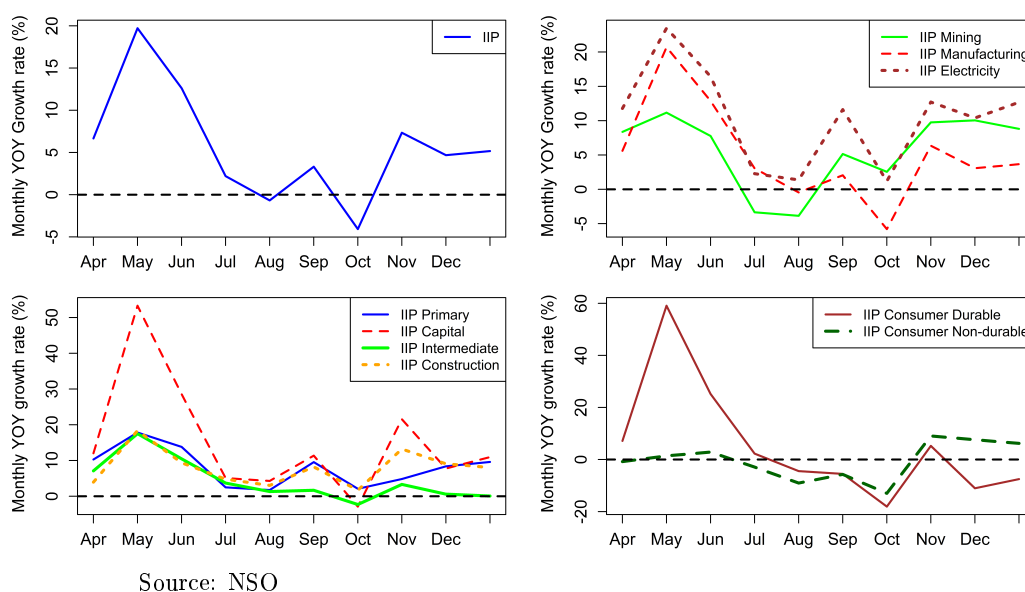 Monthly YOY Growth rate (%)
20
15
10
5
0
-5
IIP
Apr May Jun Jul Aug Sep Oct Nov Dec
Monthly YOY Growth rate (%)
20
15
10
5
0
-5
IIP Mining
IIP Manufacturing
IIP Electricity
Apr May Jun Jul Aug Sep Oct Nov Dec
Monthly YOY growth rate (%)
50
40
30
20
10
0
IIP Primary
IIP Capital
IIP Intermediate
IIP Construction
Apr May Jun Jul Aug Sep Oct Nov Dec
Monthly YOY growth rate (%)
60
40
20
0
-20
IIP Consumer Durable
IIP Consumer Non-durable
Apr May Jun Jul Aug Sep Oct Nov Dec
Source: NSO